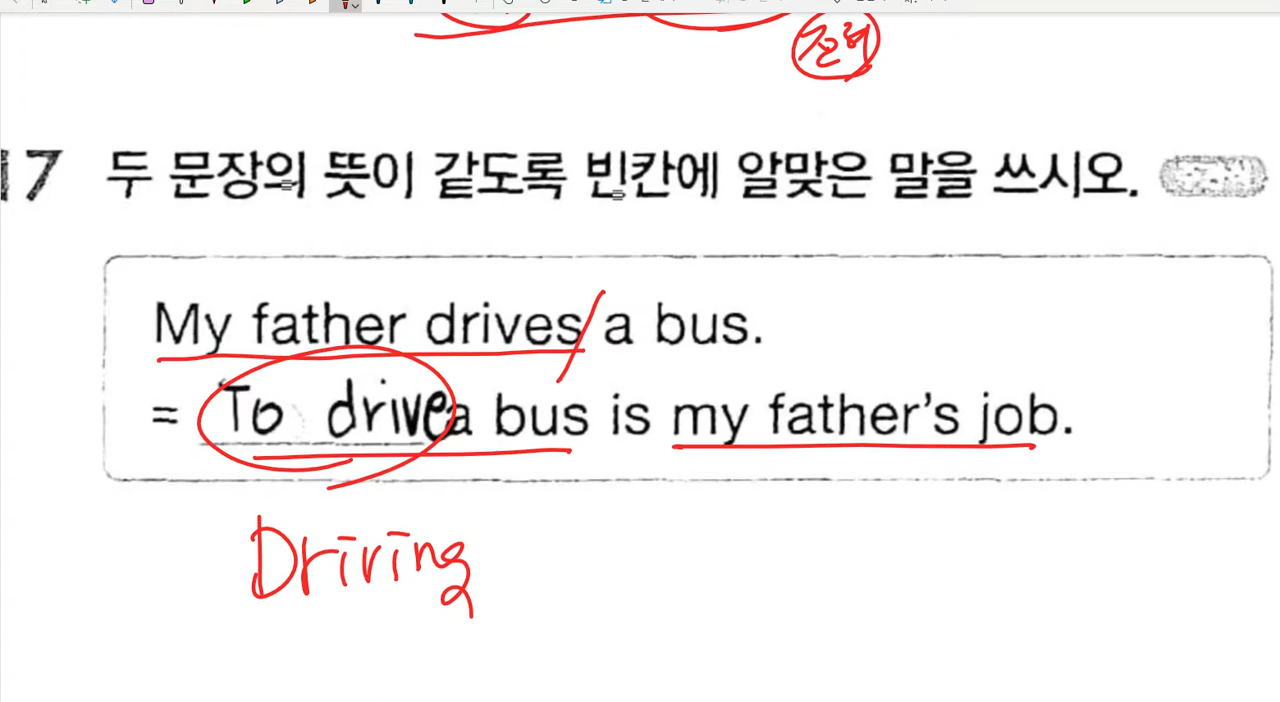 17 두 문장의 뜻이 같도록 빈칸에 알맞은 말을 쓰시오.
My father drives a bus.
= To drive a bus is my father's job.
Driving